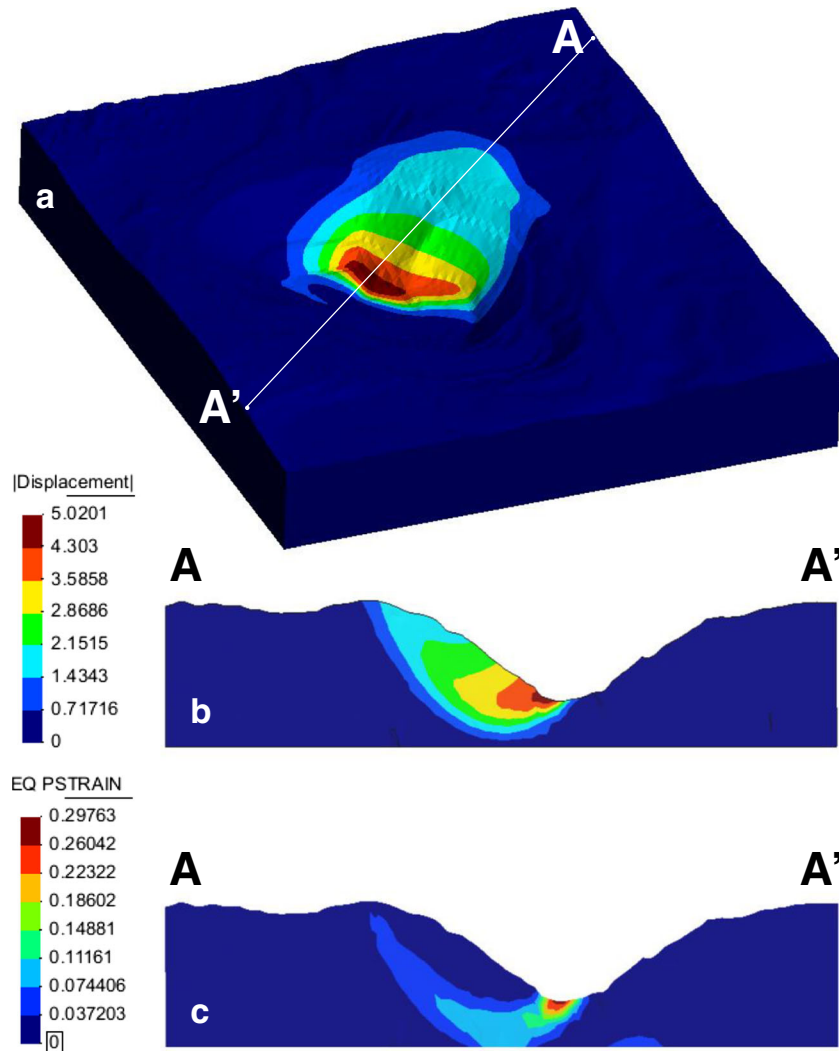 A
a
A'
|Displacement|
5.0201
4.303
3.5858
2.8686
2.1515
1.4343
0.71716
0
A A'
b
EQ PSTRAIN
0.29763
0.26042
0.22322
0.18602
0.14881
0.11161
0.074406
0.037203
0
A A'
c